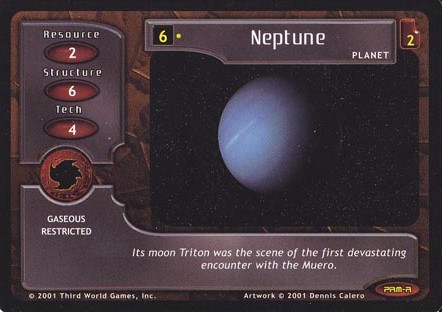 Resource
2
Structure
6
Tech
4
GASEOUS
RESTRICTED
6
Neptune
PLANET
2
Its moon Triton was the scene of the first devastating
encounter with the Muero.
PRM-R
© 2001 Third World Games, Inc.
Artwork © 2001 Dennis Calero